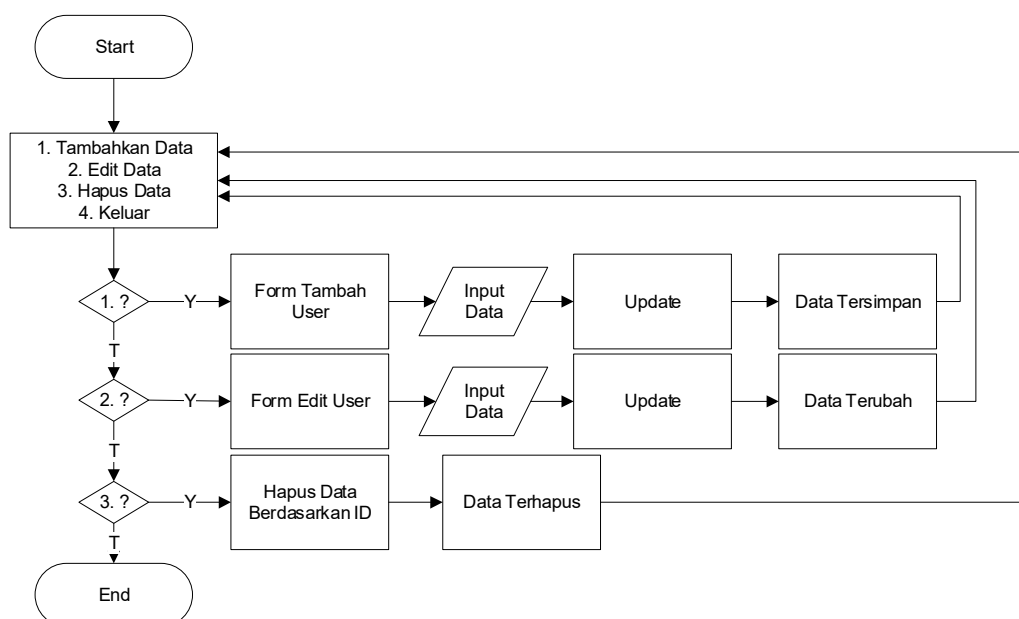 Start
1. Tambahkan Data
2. Edit Data
3. Hapus Data
4. Keluar
1. ?
Y
Form Tambah
User
Input
Data
Update
Data Tersimpan
T
2. ?
Y
Form Edit User
Input
Data
Update
Data Terubah
T
3. ?
Y
Hapus Data
Berdasarkan ID
Data Terhapus
T
End